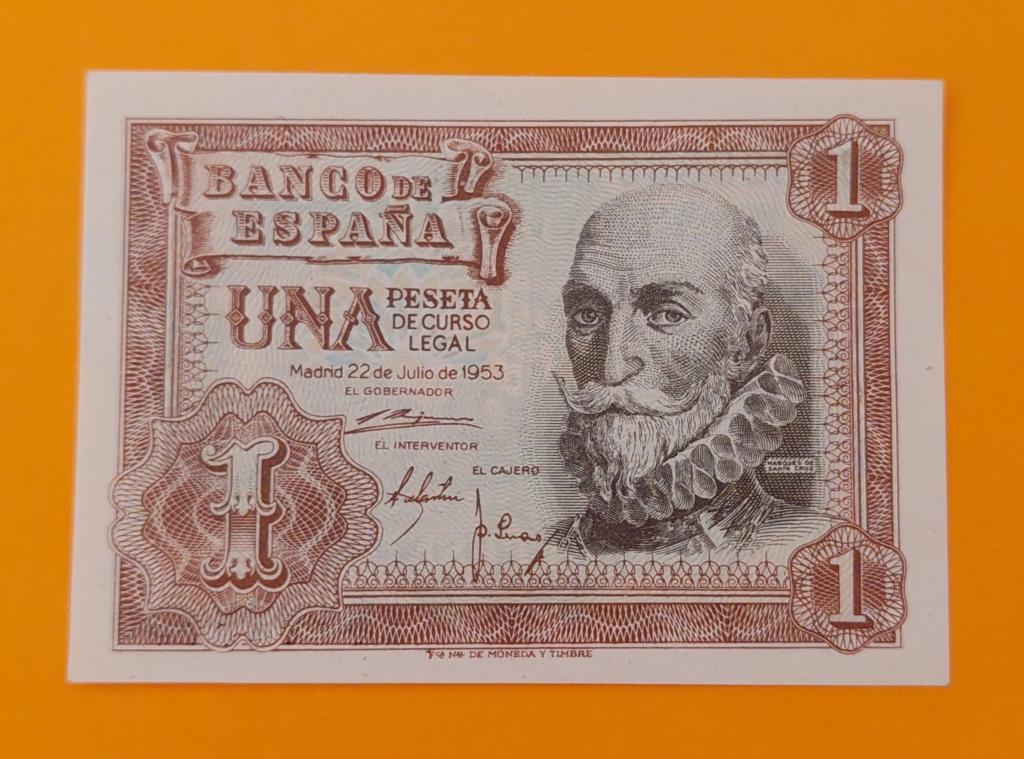 BANCO DE
ESPAÑA
1
UNA PESETA
DE CURSO
LEGAL
Madrid 22 de Julio de 1953
EL GOBERNADOR
EL INTERVENTOR
EL CAJERO
MARQUÉS DE
SANTA CRUZ
1
1
Fca Nal DE MONEDA Y TIMBRE